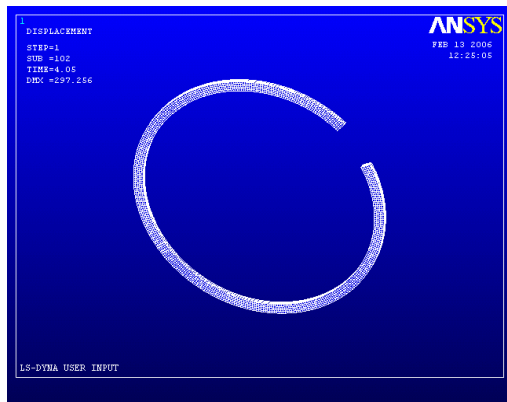 1
DISPLACEMENT
STEP=1
SUB =102
TIME=4.05
DMX =297.256
ANSYS
FEB 13 2006
12:25:05
LS-DYNA USER INPUT